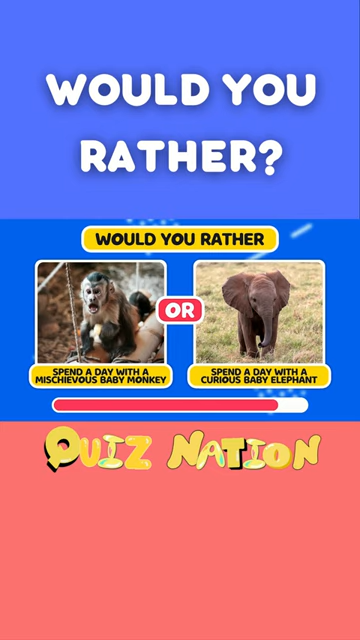 WOULD YOU
RATHER?
WOULD YOU RATHER
OR
SPEND A DAY WITH A
MISCHIEVOUS BABY MONKEY
SPEND A DAY WITH A
CURIOUS BABY ELEPHANT
QUIZ NATION